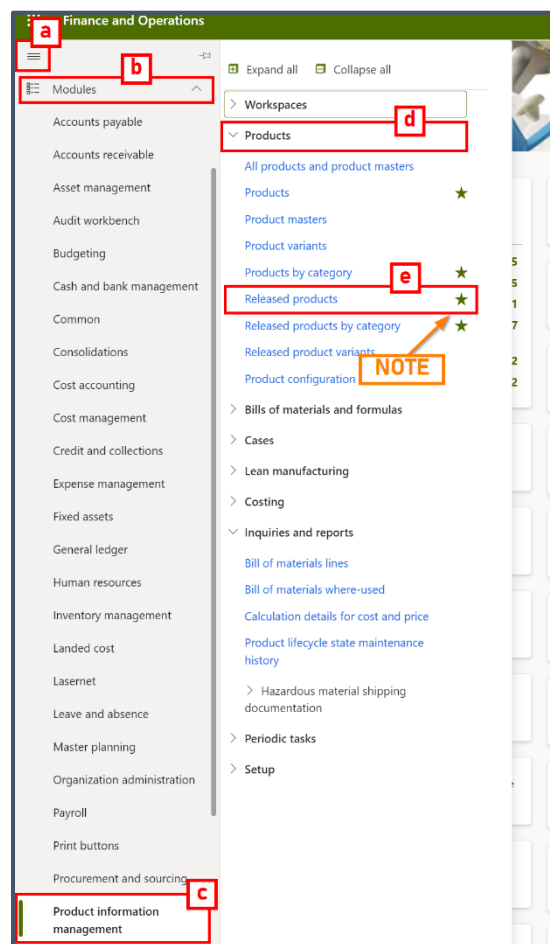 Finance and Operations
a
b
Modules
Accounts payable
Accounts receivable
Asset management
Audit workbench
Budgeting
Cash and bank management
Common
Consolidations
Cost accounting
Cost management
Credit and collections
Expense management
Fixed assets
General ledger
Human resources
Inventory management
Landed cost
Lasernet
Leave and absence
Master planning
Organization administration
Payroll
Print buttons
Procurement and sourcing
c
Product information
management
Expand all
Collapse all
Workspaces
d
Products
All products and product masters
Products
Product masters
Product variants
Products by category
e
Released products
Released products by category
Released product variants
NOTE
Product configuration
Bills of materials and formulas
Cases
Lean manufacturing
Costing
Inquiries and reports
Bill of materials lines
Bill of materials where-used
Calculation details for cost and price
Product lifecycle state maintenance
history
Hazardous material shipping
documentation
Periodic tasks
Setup
5
5
1
7
2
2